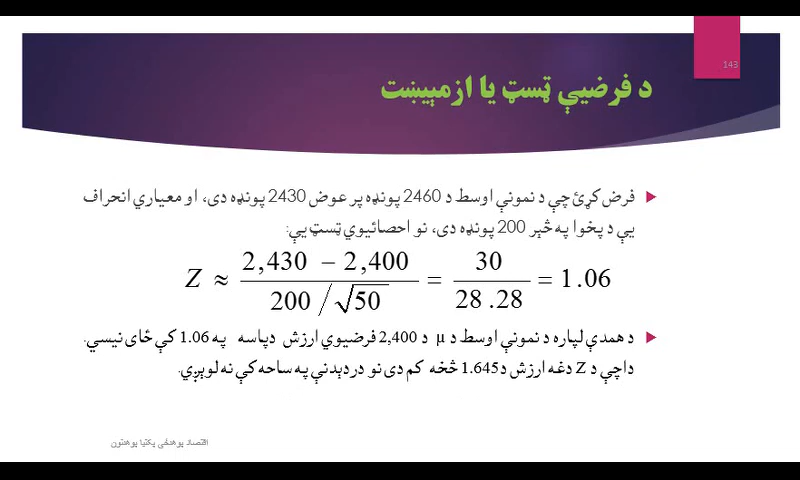 143
د فرضيې ټسټ يا ازمېيښت
فرض کړئ چې د نمونې اوسط د 2460 پونډه پر عوض 2430 پونډه دی، او معياري انحراف
يې د پخوا په څېر 200 پونډه دی، نو احصائيوي ټسټ يې:
Z ≈ (2,430 − 2,400) / (200/√50) = 30 / 28.28 = 1.06
د همدې لپاره د نمونې اوسط د µ د 2,400 فرضيوي ارزش دپاسه په 1.06 کې ځای نيسي.
داچې د Z دغه ارزش د 1.645 څخه کم دی نو د ردېدنې په ساحه کې نه لوېږي.
اقتصاد پوهنځی پکتيا پوهنتون